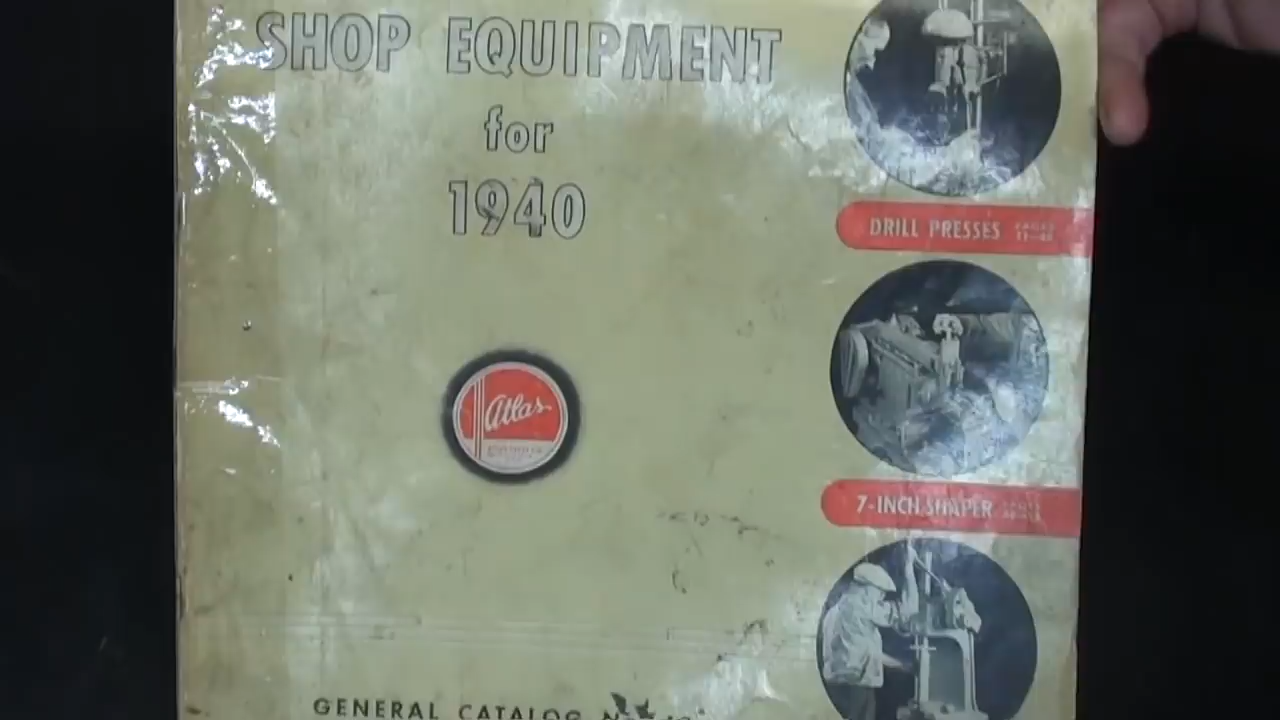 SHOP EQUIPMENT
for
1940
DRILL PRESSES
Atlas
7-INCH SHAPER
GENERAL CATALOG